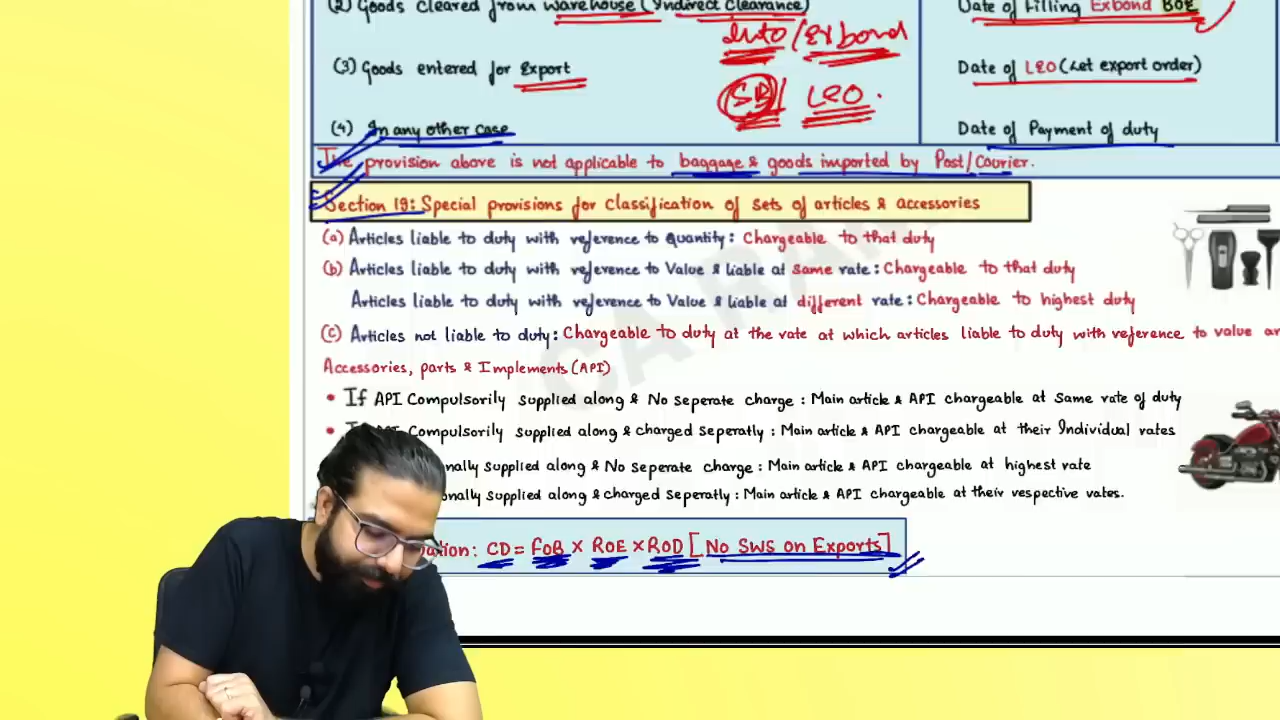 (2) Goods cleared from warehouse (Indirect Clearance)
Date of Filling Exbond BOE
Into/Exbond
(3) Goods entered for Export
Date of LEO (Let export order)
SB/ LEO.
(4) In any other case
Date of Payment of duty
The provision above is not applicable to baggage & goods imported by Post/Courier.
Section 19: Special provisions for classification of sets of articles & accessories
(a) Articles liable to duty with reference to quantity: Chargeable to that duty
(b) Articles liable to duty with reference to Value & liable at same rate: Chargeable to that duty
Articles liable to duty with reference to Value & liable at different rate: Chargeable to highest duty
(c) Articles not liable to duty: Chargeable to duty at the rate at which articles liable to duty with reference to value ar
Accessories, parts & Implements (API)
• If API Compulsorily supplied along & No seperate charge: Main article & API chargeable at Same rate of duty
Compulsorily supplied along & charged seperatly: Main article & API chargeable at their Individual rates
nally supplied along & No seperate charge: Main article & API chargeable at highest rate
onally supplied along & charged Seperatly: Main article & API chargeable at their respective rates.
ation: CD = FOB × ROE × ROD [No SWS on Exports]